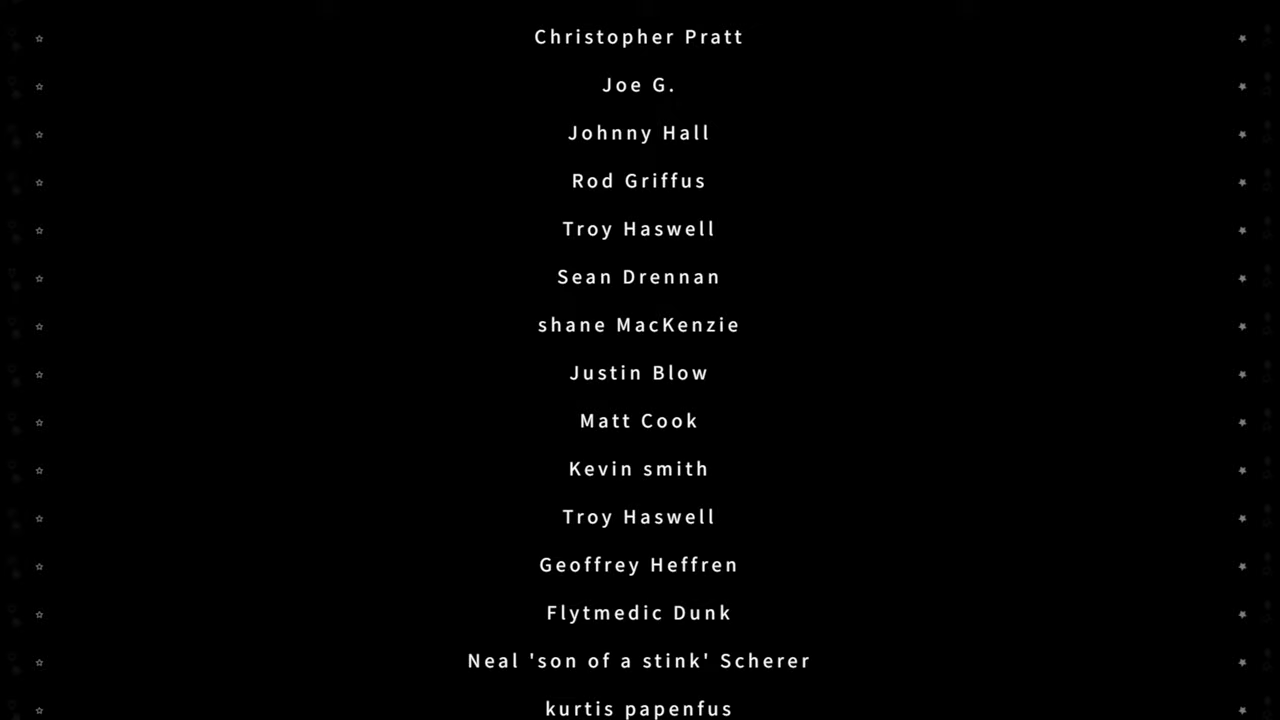 Christopher Pratt
Joe G.
Johnny Hall
Rod Griffus
Troy Haswell
Sean Drennan
shane MacKenzie
Justin Blow
Matt Cook
Kevin smith
Troy Haswell
Geoffrey Heffren
Flytmedic Dunk
Neal 'son of a stink' Scherer
kurtis papenfus